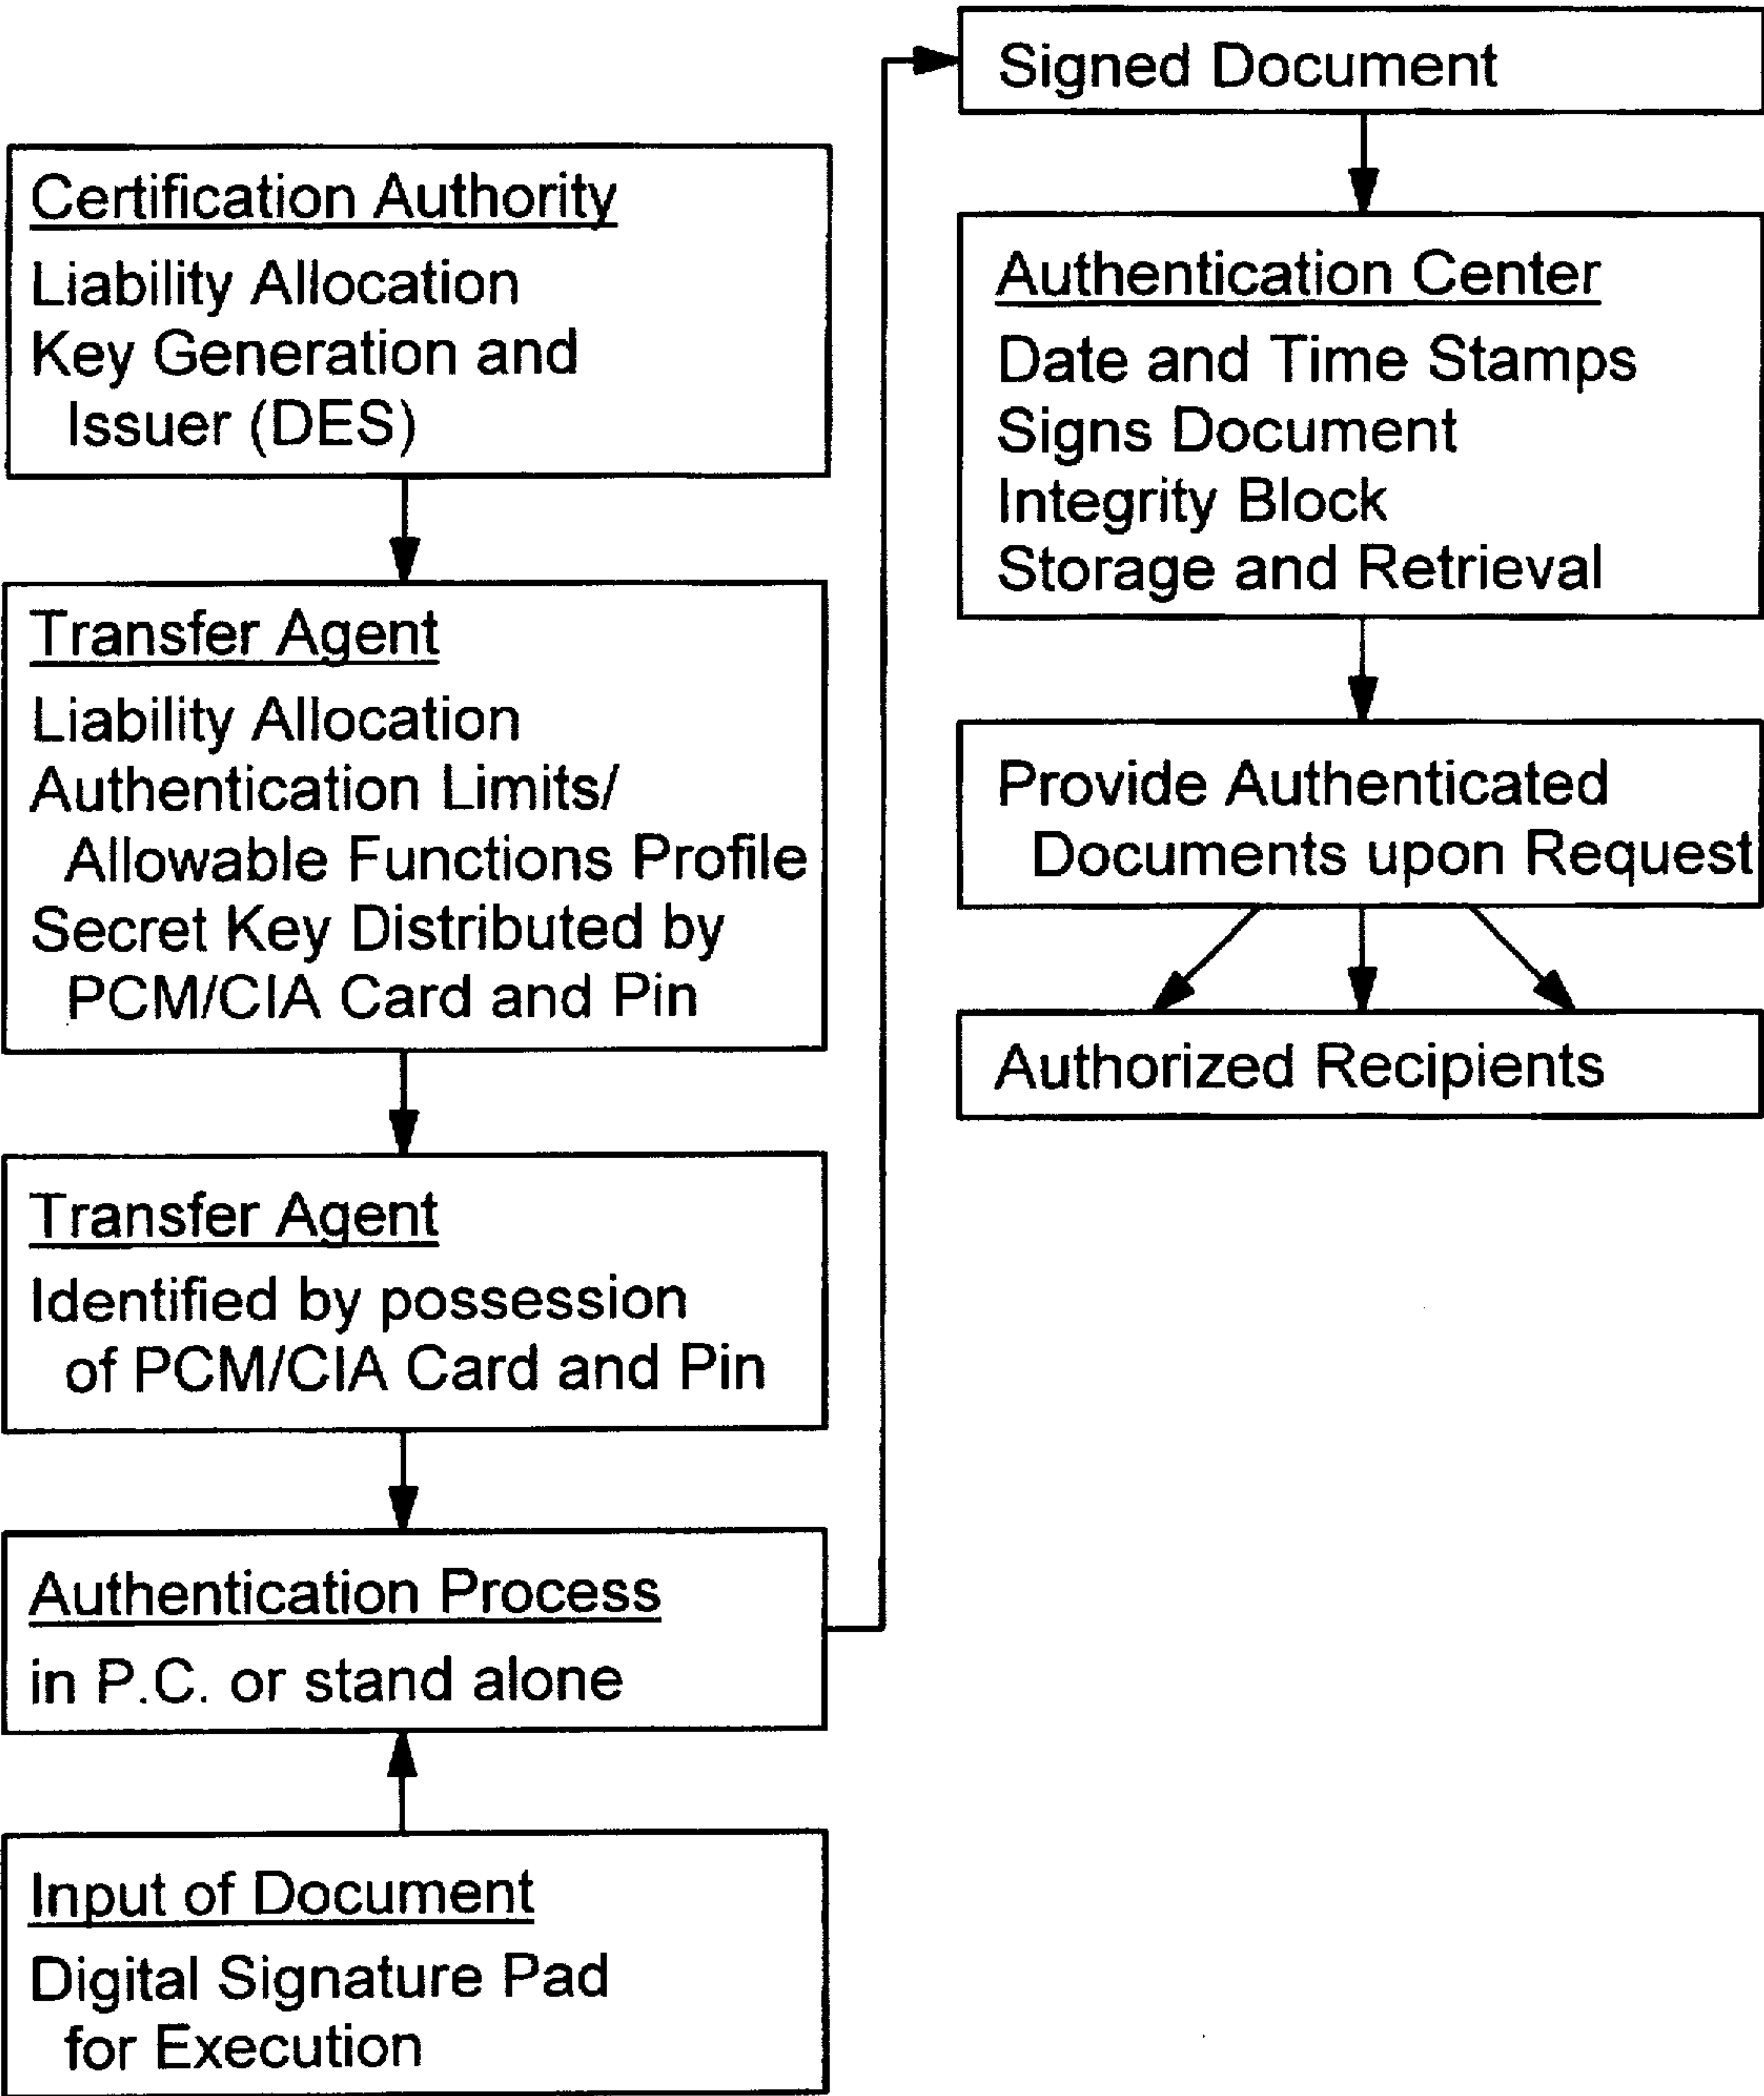 Certification Authority
Liability Allocation
Key Generation and
Issuer (DES)
Transfer Agent
Liability Allocation
Authentication Limits/
Allowable Functions Profile
Secret Key Distributed by
PCM/CIA Card and Pin
Transfer Agent
Identified by possession
of PCM/CIA Card and Pin
Authentication Process
in P.C. or stand alone
Input of Document
Digital Signature Pad
for Execution
Signed Document
Authentication Center
Date and Time Stamps
Signs Document
Integrity Block
Storage and Retrieval
Provide Authenticated
Documents upon Request
Authorized Recipients